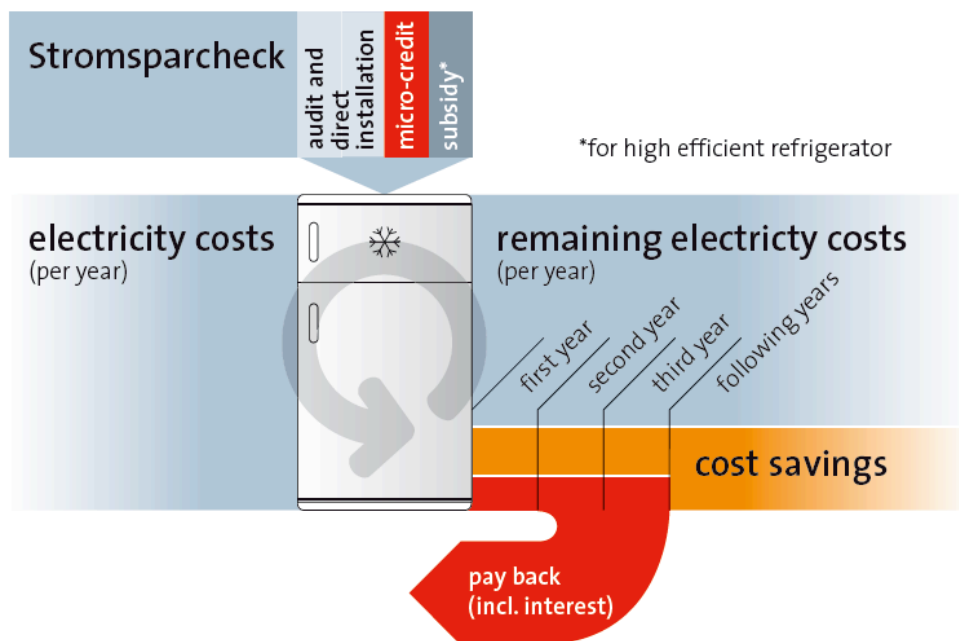 Stromsparcheck
audit and
direct
installation
micro-credit
subsidy*
*for high efficient refrigerator
electricity costs
(per year)
remaining electricty costs
(per year)
first year
second year
third year
following years
cost savings
pay back
(incl. interest)